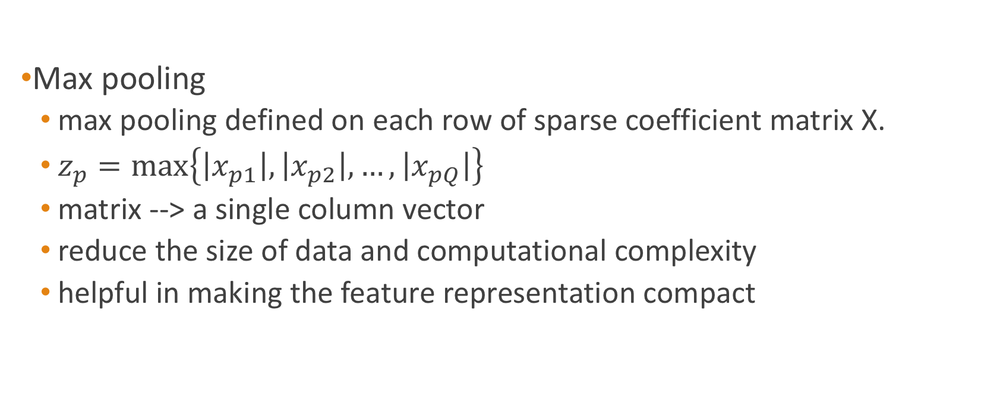 •Max pooling
• max pooling defined on each row of sparse coefficient matrix X.
• z_p = max{|x_{p1}|, |x_{p2}|, … , |x_{pQ}|}
• matrix --> a single column vector
• reduce the size of data and computational complexity
• helpful in making the feature representation compact